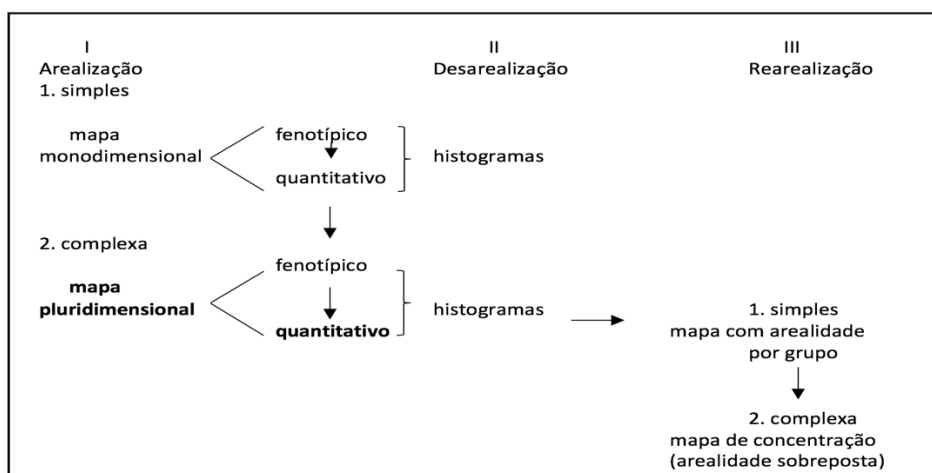 I II III
Arealização Desarealização Rearealização
1. simples
mapa fenotípico
monodimensional histogramas
quantitativo
2. complexa
fenotípico
mapa
pluridimensional histogramas 1. simples
quantitativo mapa com arealidade
por grupo
2. complexa
mapa de concentração
(arealidade sobreposta)